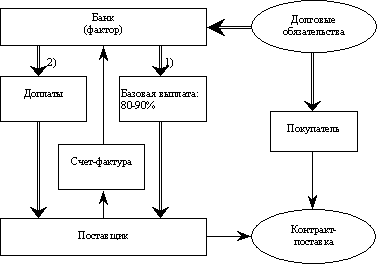 Банк
(фактор)
Долговые
обязательства
2)
1)
Доплаты
Базовая выплата:
80-90%
Покупатель
Счет-фактура
Поставщик
Контракт-
поставка